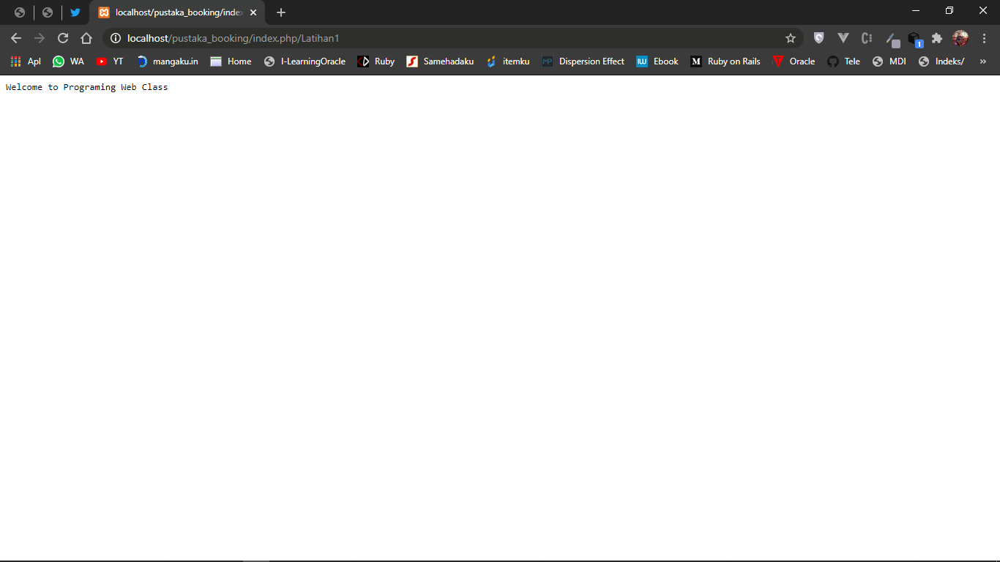 localhost/pustaka_booking/index
localhost/pustaka_booking/index.php/Latihan1
Apl WA YT mangaku.in Home I-LearningOracle Ruby Samehadaku itemku Dispersion Effect Ebook Ruby on Rails Oracle Tele MDI Indeks/ »
Welcome to Programing Web Class